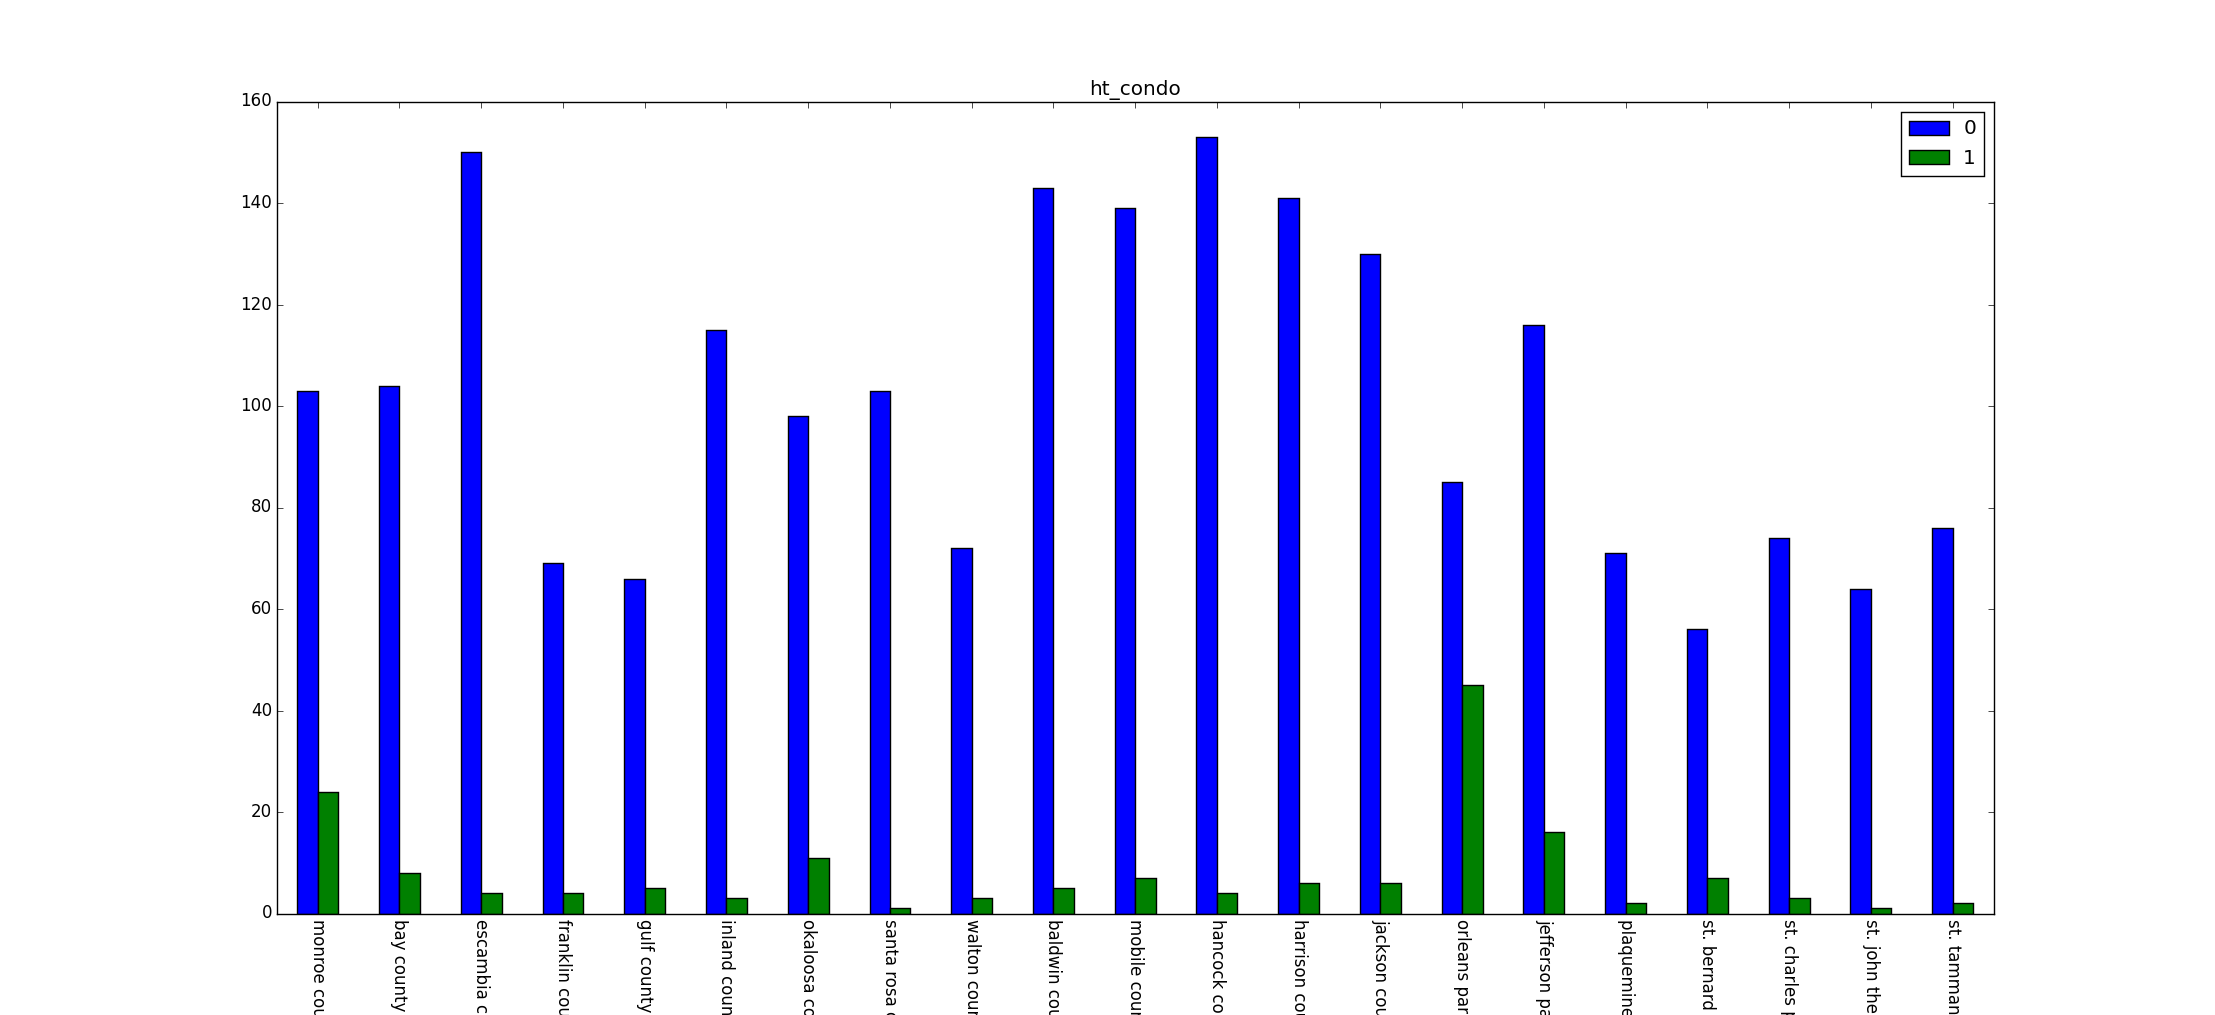 ht_condo
160
140
120
100
80
60
40
20
0
0
1
monroe cou
bay county
escambia c
franklin cou
gulf county
inland coun
okaloosa co
santa rosa c
walton coun
baldwin cou
mobile coun
hancock co
harrison cou
jackson cou
orleans par
jefferson pa
plaquemine
st. bernard
st. charles p
st. john the
st. tamman